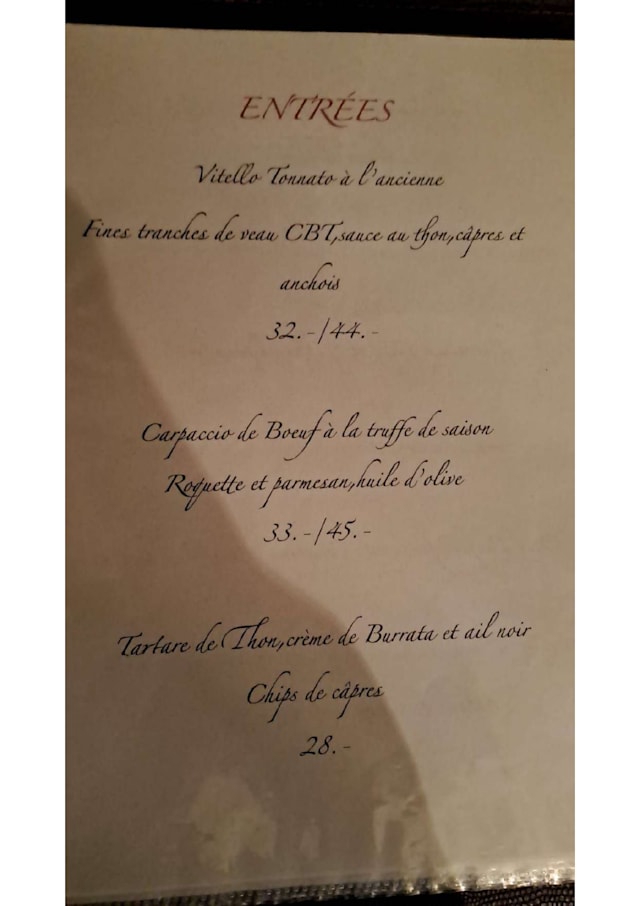 ENTRÉES
Vitello Tonnato à l'ancienne
Fines tranches de veau CBT,sauce au thon,câpres et
anchois
32.-/44.-
Carpaccio de Boeuf à la truffe de saison
Roquette et parmesan,huile d'olive
33.-/45.-
Tartare de Thon,crème de Burrata et ail noir
Chips de câpres
28.-